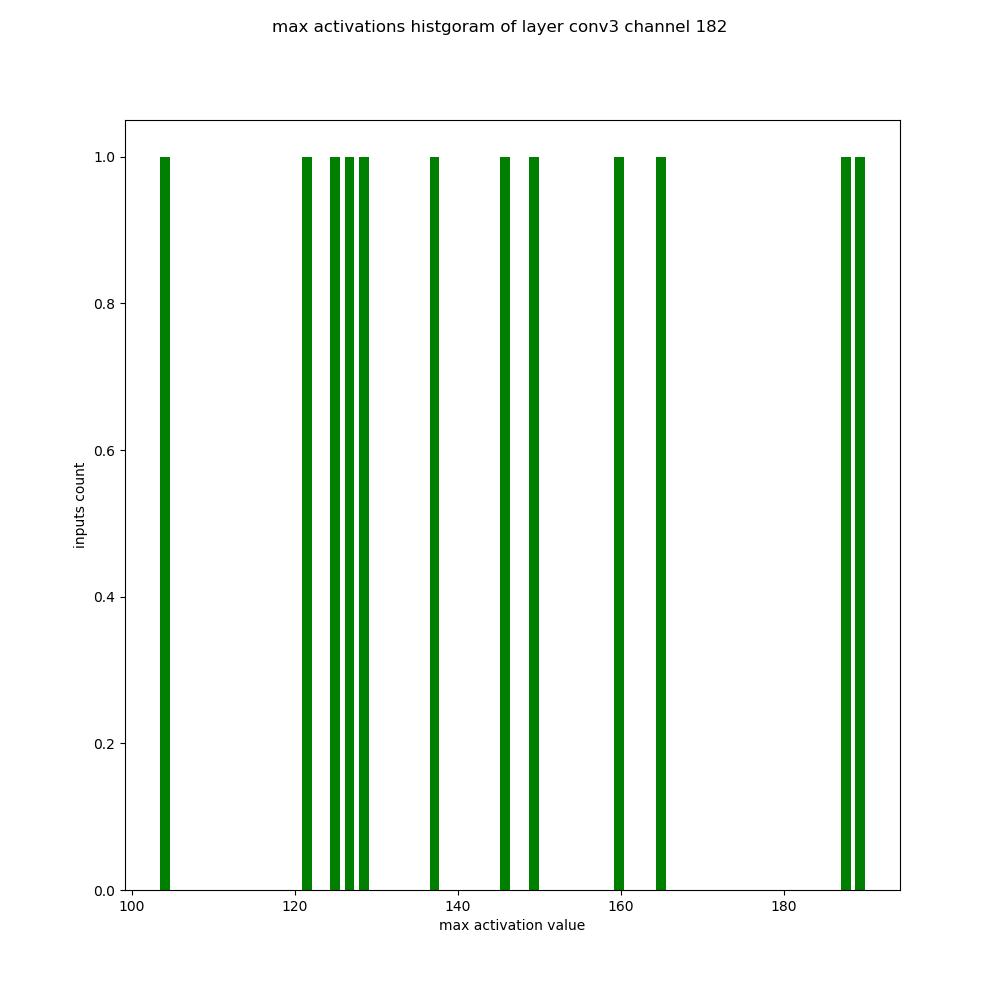 max activations histgoram of layer conv3 channel 182
1.0
0.8
0.6
0.4
0.2
0.0
inputs count
100 120 140 160 180
max activation value